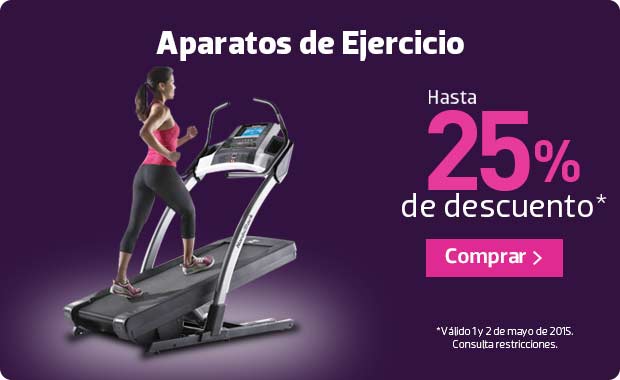 Aparatos de Ejercicio
Hasta
25%
de descuento*
Comprar >
*Válido 1 y 2 de mayo de 2015.
Consulta restricciones.